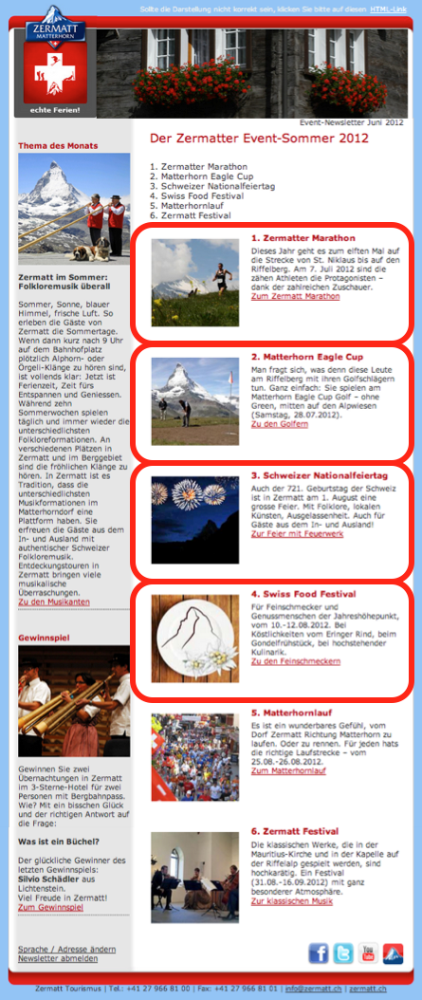 Sollte die Darstellung nicht korrekt sein, klicken Sie bitte auf diesen HTML-Link
ZERMATT
MATTERHORN
echte Ferien!
Event-Newsletter Juni 2012
Thema des Monats
Zermatt im Sommer:
Folkloremusik überall
Sommer, Sonne, blauer
Himmel, frische Luft. So
erleben die Gäste von
Zermatt die Sommertage.
Wenn dann kurz nach 9 Uhr
auf dem Bahnhofplatz
plötzlich Alphorn- oder
Örgeli-Klänge zu hören sind,
ist vollends klar: Jetzt ist
Ferienzeit, Zeit fürs
Entspannen und Geniessen.
Während zehn
Sommerwochen spielen
täglich und immer wieder die
unterschiedlichsten
Folkloreformationen. An
verschiedenen Plätzen in
Zermatt und im Berggebiet
sind die fröhlichen Klänge zu
hören. In Zermatt ist es
Tradition, dass die
unterschiedlichsten
Musikformationen im
Matterhorndorf eine
Plattform haben. Sie
erfreuen die Gäste aus dem
In- und Ausland mit
authentischer Schweizer
Folkloremusik.
Entdeckungstouren in
Zermatt bringen viele
musikalische
Überraschungen.
Zu den Musikanten
Gewinnspiel
Gewinnen Sie zwei
Übernachtungen in Zermatt
im 3-Sterne-Hotel für zwei
Personen mit Bergbahnpass.
Wie? Mit ein bisschen Glück
und der richtigen Antwort auf
die Frage:
Was ist ein Büchel?
Der glückliche Gewinner des
letzten Gewinnspiels:
Silvio Schädler aus
Lichtenstein.
Viel Freude in Zermatt!
Zum Gewinnspiel
Sprache / Adresse ändern
Newsletter abmelden
Der Zermatter Event-Sommer 2012
1. Zermatter Marathon
2. Matterhorn Eagle Cup
3. Schweizer Nationalfeiertag
4. Swiss Food Festival
5. Matterhornlauf
6. Zermatt Festival
1. Zermatter Marathon
Dieses Jahr geht es zum elften Mal auf
die Strecke von St. Niklaus bis auf den
Riffelberg. Am 7. Juli 2012 sind die
zähen Athleten die Protagonisten –
dank der zahlreichen Zuschauer.
Zum Zermatt Marathon
2. Matterhorn Eagle Cup
Man fragt sich, was denn diese Leute
am Riffelberg mit ihren Golfschlägern
tun. Ganz einfach: Sie spielen am
Matterhorn Eagle Cup Golf – ohne
Green, mitten auf den Alpwiesen
(Samstag, 28.07.2012).
Zu den Golfern
3. Schweizer Nationalfeiertag
Auch der 721. Geburtstag der Schweiz
ist in Zermatt am 1. August eine
grosse Feier. Mit Folklore, lokalen
Künsten, Ausgelassenheit. Auch für
Gäste aus dem In- und Ausland!
Zur Feier mit Feuerwerk
4. Swiss Food Festival
Für Feinschmecker und
Genussmenschen der Jahreshöhepunkt,
vom 10.-12.08.2012. Bei
Köstlichkeiten vom Eringer Rind, beim
Gondelfrühstück, bei hochstehender
Kulinarik.
Zu den Feinschmeckern
5. Matterhornlauf
Es ist ein wunderbares Gefühl, vom
Dorf Zermatt Richtung Matterhorn zu
laufen. Oder zu rennen. Für jeden hats
die richtige Laufstrecke – vom
25.08.-26.08.2012.
Zum Matterhornlauf
6. Zermatt Festival
Die klassischen Werke, die in der
Mauritius-Kirche und in der Kapelle auf
der Riffelalp gespielt werden, sind
hochkarätig. Ein Festival
(31.08.-16.09.2012) mit ganz
besonderer Atmosphäre.
Zur klassischen Musik
You
Tube
Zermatt Tourismus | Tel.: +41 27 966 81 00 | Fax: +41 27 966 81 01 | info@zermatt.ch | zermatt.ch